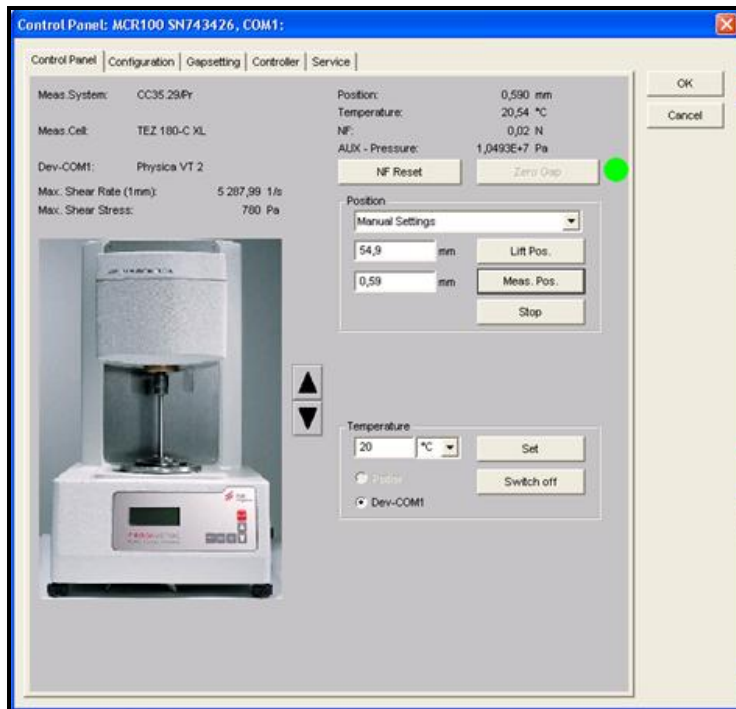 Control Panel: MCR100 SN743426, COM1:
Control Panel Configuration Gapsetting Controller Service
OK
Cancel
Meas.System: CC35.29/Pr
Meas.Cell: TEZ 180-C XL
Dev-COM1: Physica VT 2
Max. Shear Rate (1mm): 5 287,99 1/s
Max. Shear Stress: 780 Pa
Position: 0,590 mm
Temperature: 20,54 °C
NF: 0,02 N
AUX - Pressure: 1,0493E+7 Pa
NF Reset Zero Gap
Position
Manual Settings
54,9 mm Lift Pos.
0,59 mm Meas. Pos.
Stop
Temperature
20 °C Set
Switch off
Dev-COM1